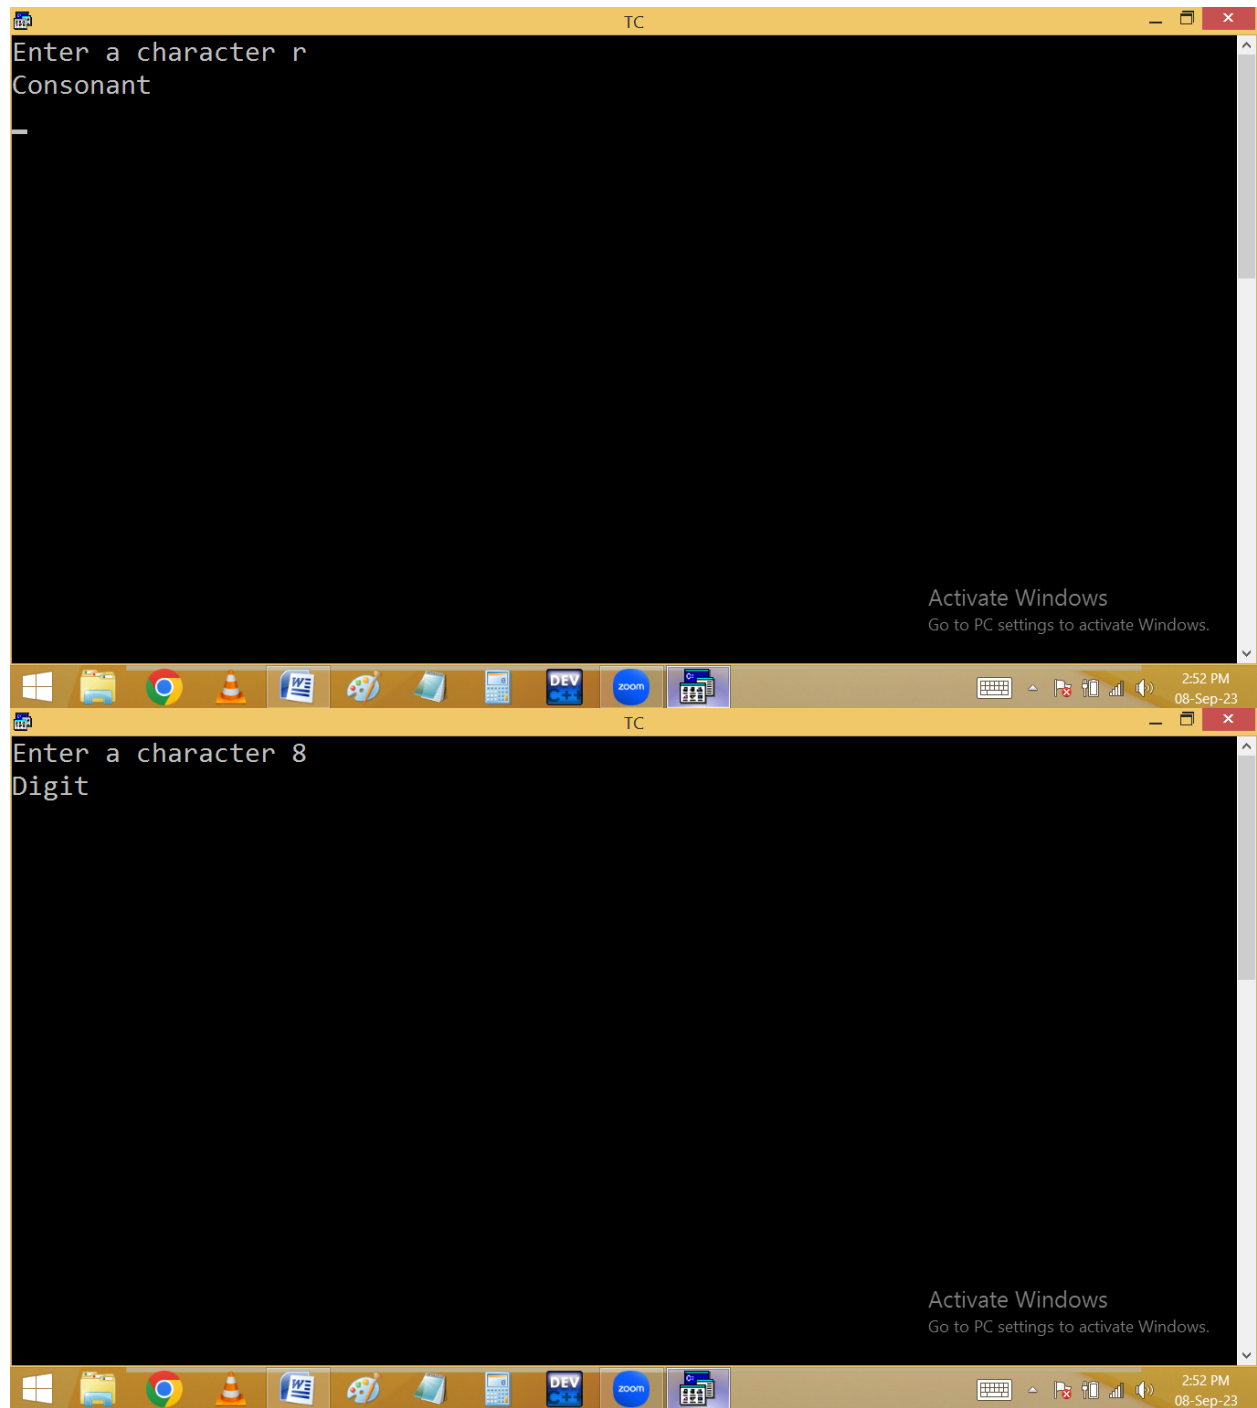 TC
Enter a character r
Consonant
Activate Windows
Go to PC settings to activate Windows.
W
DEV
C++
zoom
C:\
2:52 PM
08-Sep-23
TC
Enter a character 8
Digit
Activate Windows
Go to PC settings to activate Windows.
W
DEV
C++
zoom
C:\
2:52 PM
08-Sep-23